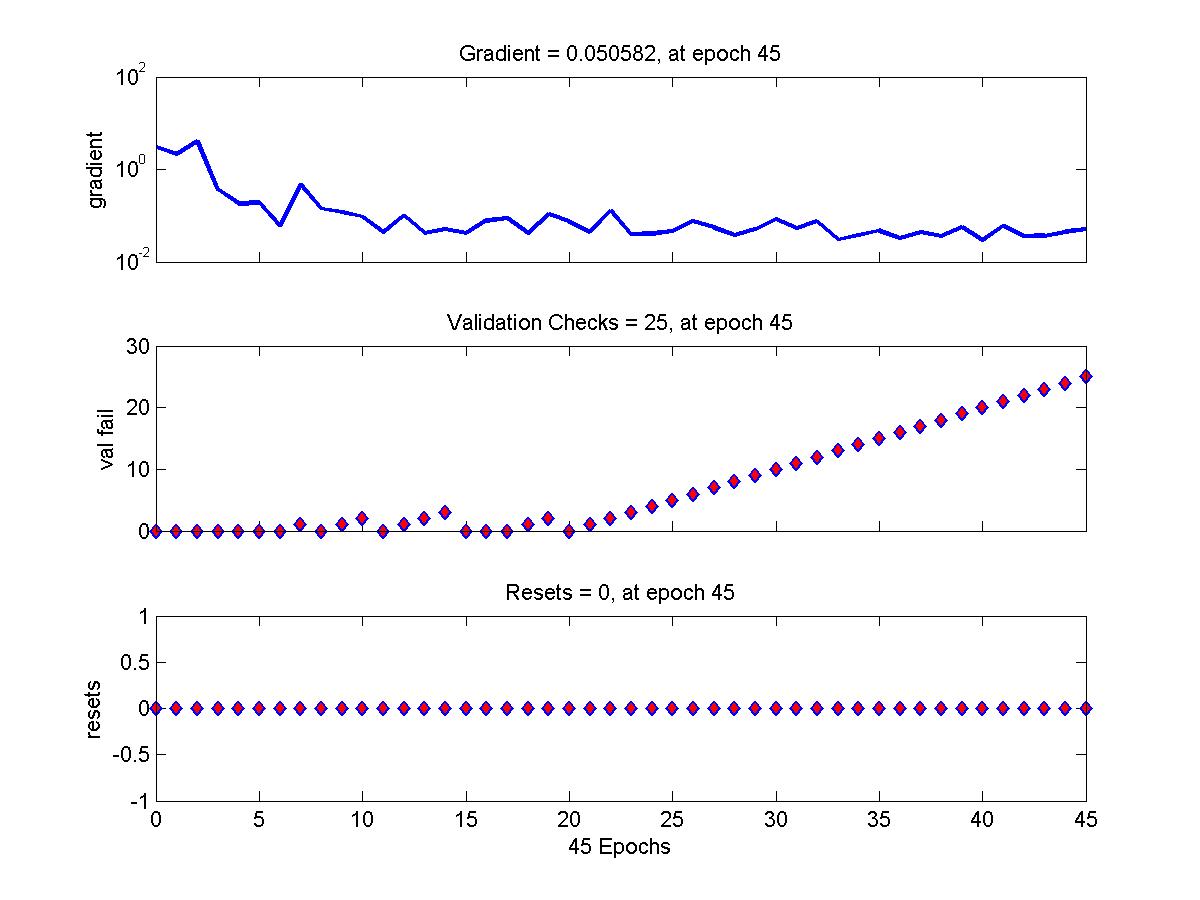 Gradient = 0.050582, at epoch 45
10^2
10^0
10^-2
gradient
Validation Checks = 25, at epoch 45
30
20
10
0
val fail
Resets = 0, at epoch 45
1
0.5
0
-0.5
-1
resets
0 5 10 15 20 25 30 35 40 45
45 Epochs